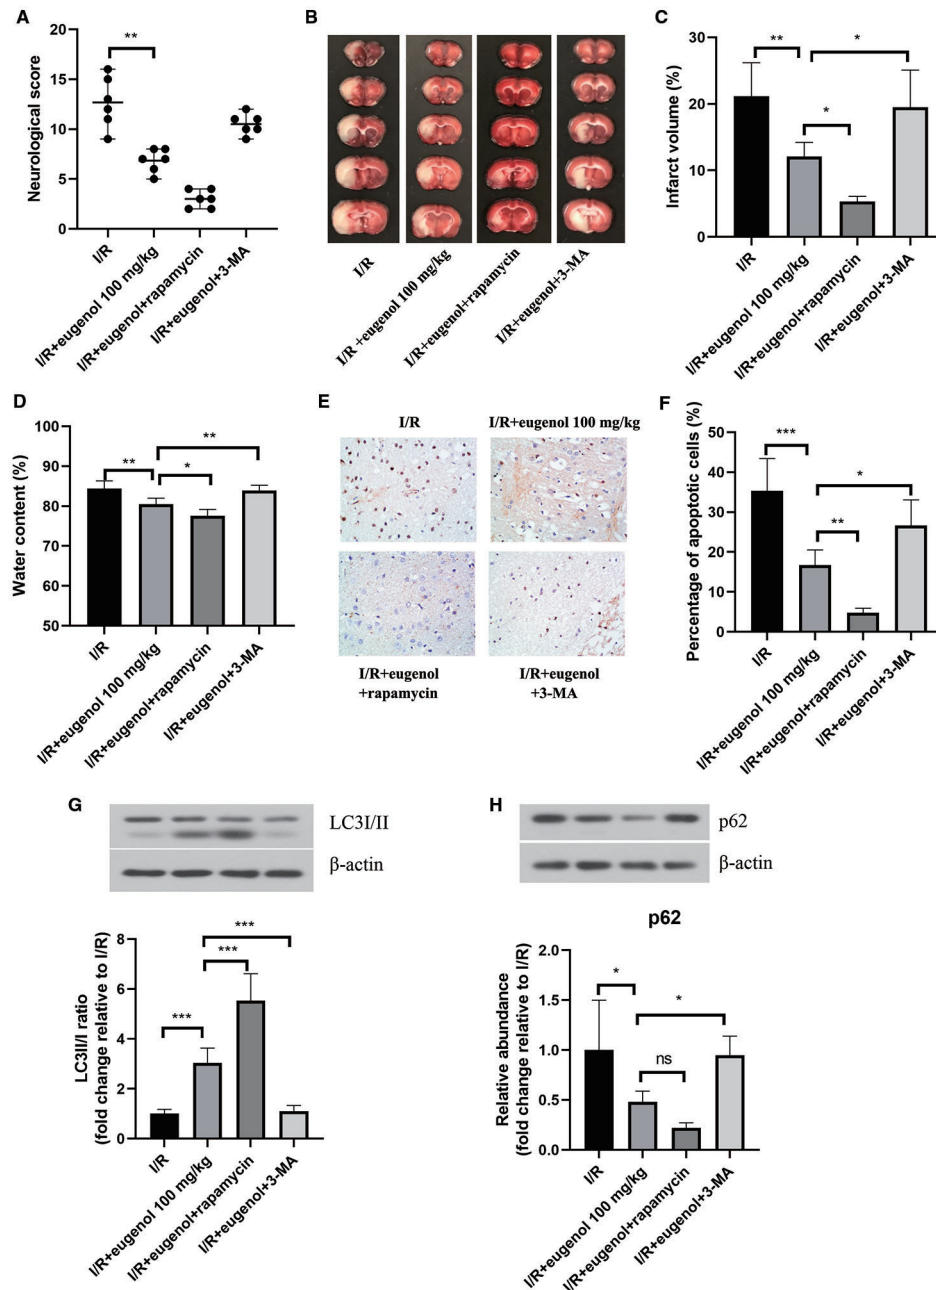 A
Neurological score
20
15
10
5
0
**
I/R
I/R+eugenol 100 mg/kg
I/R+eugenol+rapamycin
I/R+eugenol+3-MA
B
I/R
I/R +eugenol 100 mg/kg
I/R+eugenol+rapamycin
I/R+eugenol+3-MA
C
Infarct volume (%)
30
20
10
0
**
*
*
I/R
I/R+eugenol 100 mg/kg
I/R+eugenol+rapamycin
I/R+eugenol+3-MA
D
Water content (%)
100
90
80
70
60
50
**
*
**
I/R
I/R+eugenol 100 mg/kg
I/R+eugenol+rapamycin
I/R+eugenol+3-MA
E
I/R
I/R+eugenol 100 mg/kg
I/R+eugenol
+rapamycin
I/R+eugenol
+3-MA
F
Percentage of apoptotic cells (%)
50
40
30
20
10
0
***
*
**
I/R
I/R+eugenol 100 mg/kg
I/R+eugenol+rapamycin
I/R+eugenol+3-MA
G
LC3I/II
β-actin
LC3II/I ratio
(fold change relative to I/R)
8
6
4
2
0
***
***
***
I/R
I/R+eugenol 100 mg/kg
I/R+eugenol+rapamycin
I/R+eugenol+3-MA
H
p62
β-actin
p62
Relative abundance
(fold change relative to I/R)
2.0
1.5
1.0
0.5
0.0
*
*
ns
I/R
I/R+eugenol 100 mg/kg
I/R+eugenol+rapamycin
I/R+eugenol+3-MA